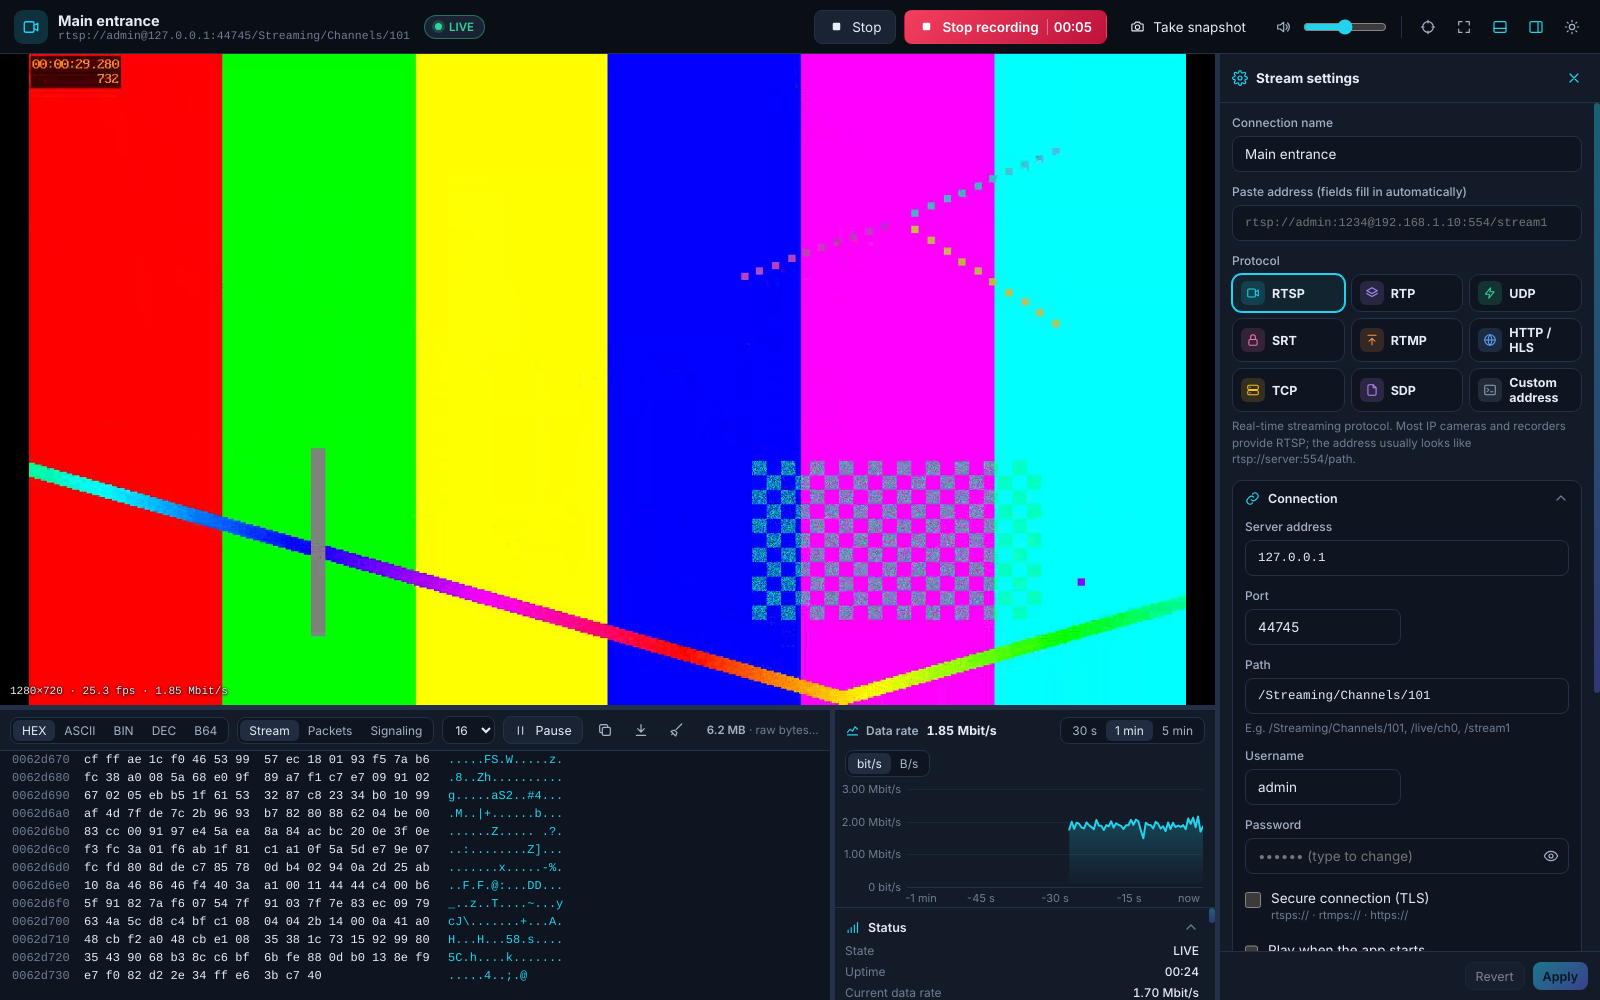 Main entrance
rtsp://admin@127.0.0.1:44745/Streaming/Channels/101
LIVE
Stop
Stop recording 00:05
Take snapshot
00:00:29.280
732
1280×720 · 25.3 fps · 1.85 Mbit/s
HEX ASCII BIN DEC B64
Stream Packets Signaling
16
Pause
6.2 MB · raw bytes...
0062d670 cf ff ae 1c f0 46 53 99 57 ec 18 01 93 f5 7a b6 .....FS.W.....z.
0062d680 fc 38 a0 08 5a 68 e0 9f 89 a7 f1 c7 e7 09 91 02 .8..Zh..........
0062d690 67 02 05 eb b5 1f 61 53 32 87 c8 23 34 b0 10 99 g.....aS2..#4...
0062d6a0 af 4d 7f de 7c 2b 96 93 b7 82 80 88 62 04 be 00 .M..|+......b...
0062d6b0 83 cc 00 91 97 e4 5a ea 8a 84 ac bc 20 0e 3f 0e ......Z..... .?.
0062d6c0 f3 fc 3a 01 f6 ab 1f 81 c1 a1 0f 5a 5d e7 9e 07 ..:........Z]...
0062d6d0 fc fd 80 8d de c7 85 78 0d b4 02 94 0a 2d 25 ab .......x.....-%.
0062d6e0 10 8a 46 86 46 f4 40 3a a1 00 11 44 44 c4 00 b6 ..F.F.@:...DD...
0062d6f0 5f 91 82 7a f6 07 54 7f 91 03 7f 7e 83 ec 09 79 _..z..T....~...y
0062d700 63 4a 5c d8 c4 bf c1 08 04 04 2b 14 00 0a 41 a0 cJ\.......+...A.
0062d710 48 cb f2 a0 48 cb e1 08 35 38 1c 73 15 92 99 80 H...H...58.s....
0062d720 35 43 90 68 b3 8c c6 bf 6b fe 88 0d b0 13 8e f9 5C.h....k.......
0062d730 e7 f0 82 d2 2e 34 ff e6 3b c7 40 .....4..;.@
Data rate 1.85 Mbit/s
30 s 1 min 5 min
bit/s B/s
3.00 Mbit/s
2.00 Mbit/s
1.00 Mbit/s
0 bit/s
-1 min -45 s -30 s -15 s now
Status
State LIVE
Uptime 00:24
Current data rate 1.70 Mbit/s
Stream settings
Connection name
Main entrance
Paste address (fields fill in automatically)
rtsp://admin:1234@192.168.1.10:554/stream1
Protocol
RTSP RTP UDP
SRT RTMP HTTP / HLS
TCP SDP Custom address
Real-time streaming protocol. Most IP cameras and recorders
provide RTSP; the address usually looks like
rtsp://server:554/path.
Connection
Server address
127.0.0.1
Port
44745
Path
/Streaming/Channels/101
E.g. /Streaming/Channels/101, /live/ch0, /stream1
Username
admin
Password
•••••• (type to change)
Secure connection (TLS)
rtsps:// · rtmps:// · https://
Play when the app starts
Revert Apply